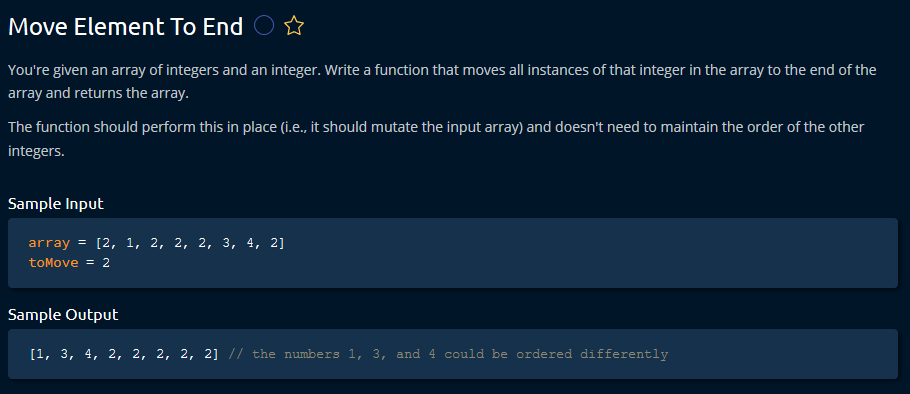 Move Element To End
You're given an array of integers and an integer. Write a function that moves all instances of that integer in the array to the end of the
array and returns the array.
The function should perform this in place (i.e., it should mutate the input array) and doesn't need to maintain the order of the other
integers.
Sample Input
array = [2, 1, 2, 2, 2, 3, 4, 2]
toMove = 2
Sample Output
[1, 3, 4, 2, 2, 2, 2, 2] // the numbers 1, 3, and 4 could be ordered differently